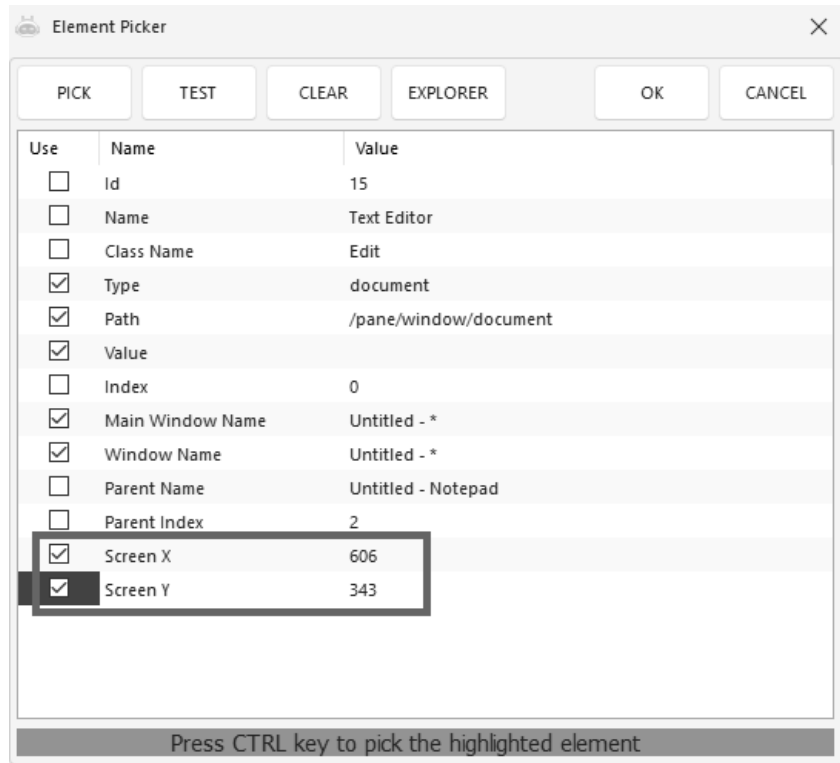 Element Picker
PICK TEST CLEAR EXPLORER OK CANCEL
Use Name Value
Id 15
Name Text Editor
Class Name Edit
Type document
Path /pane/window/document
Value
Index 0
Main Window Name Untitled - *
Window Name Untitled - *
Parent Name Untitled - Notepad
Parent Index 2
Screen X 606
Screen Y 343
Press CTRL key to pick the highlighted element